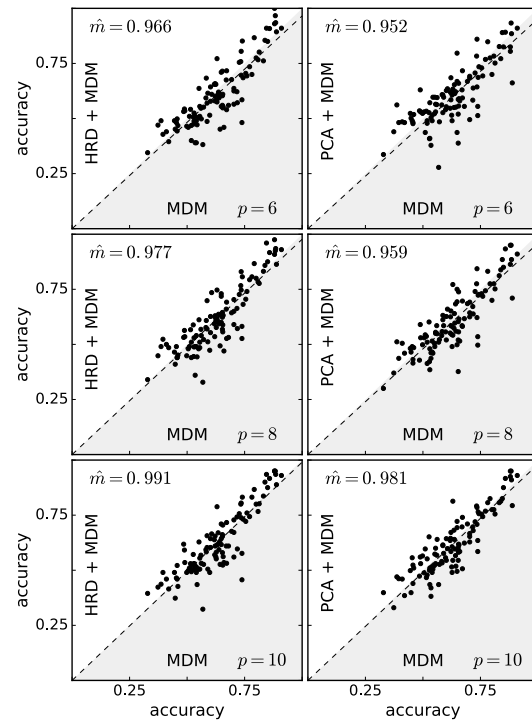 m̂ = 0.966
m̂ = 0.952
0.75
0.25
accuracy
HRD + MDM
PCA + MDM
MDM p = 6
MDM p = 6
m̂ = 0.977
m̂ = 0.959
0.75
0.25
accuracy
HRD + MDM
PCA + MDM
MDM p = 8
MDM p = 8
m̂ = 0.991
m̂ = 0.981
0.75
0.25
accuracy
HRD + MDM
PCA + MDM
MDM p = 10
MDM p = 10
0.25 0.75
0.25 0.75
accuracy
accuracy